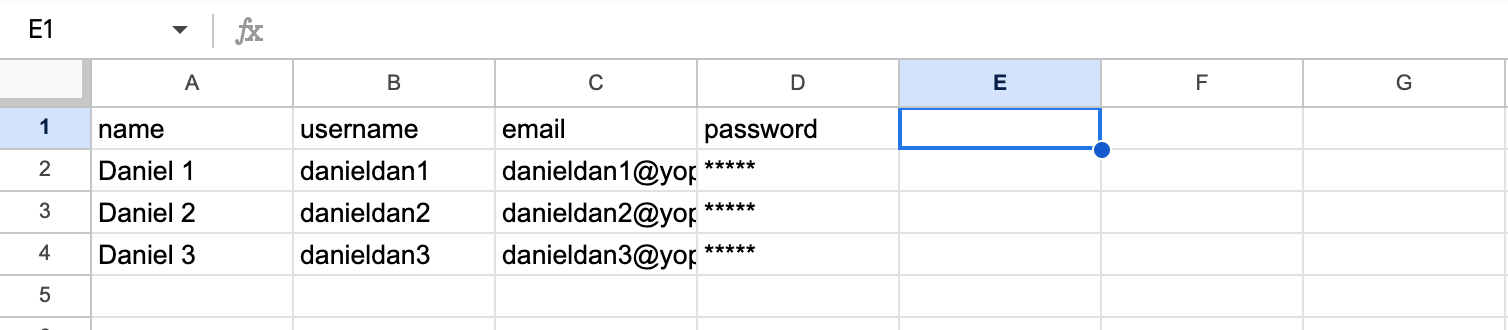 E1 fx
A B C D E F G
1 name username email password
2 Daniel 1 danieldan1 danieldan1@yop *****
3 Daniel 2 danieldan2 danieldan2@yop *****
4 Daniel 3 danieldan3 danieldan3@yop *****
5